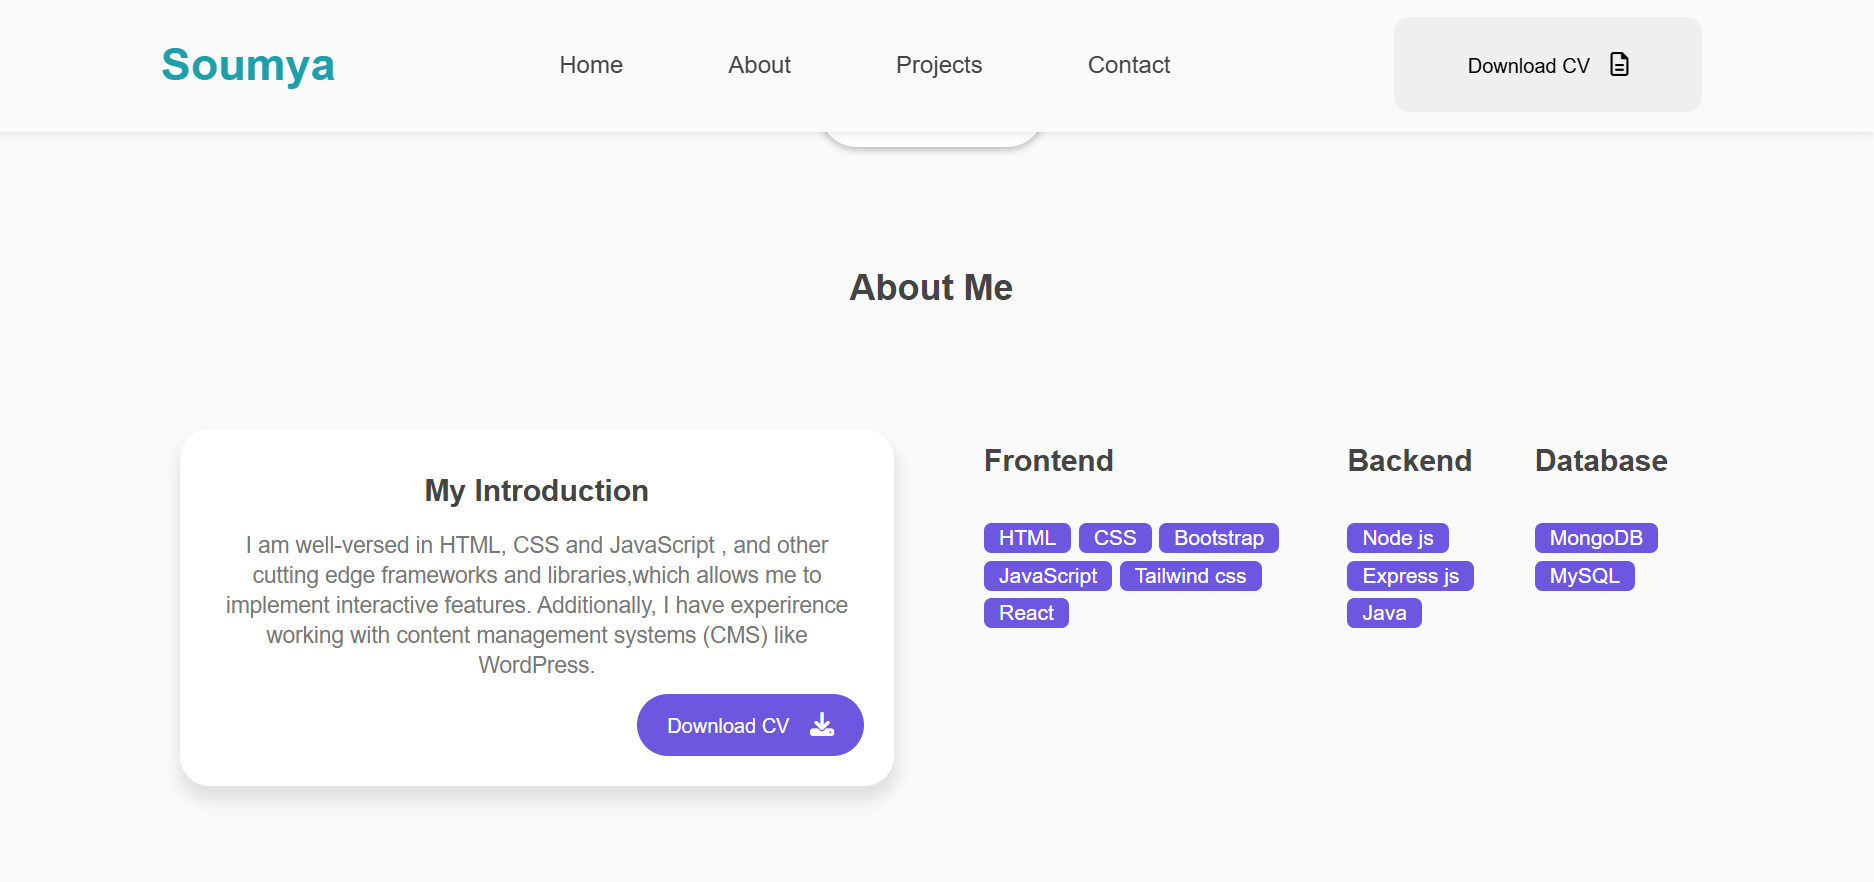 Soumya
Home
About
Projects
Contact
Download CV
About Me
My Introduction
I am well-versed in HTML, CSS and JavaScript , and other
cutting edge frameworks and libraries,which allows me to
implement interactive features. Additionally, I have experirence
working with content management systems (CMS) like
WordPress.
Download CV
Frontend
HTML CSS Bootstrap
JavaScript Tailwind css
React
Backend
Node js
Express js
Java
Database
MongoDB
MySQL